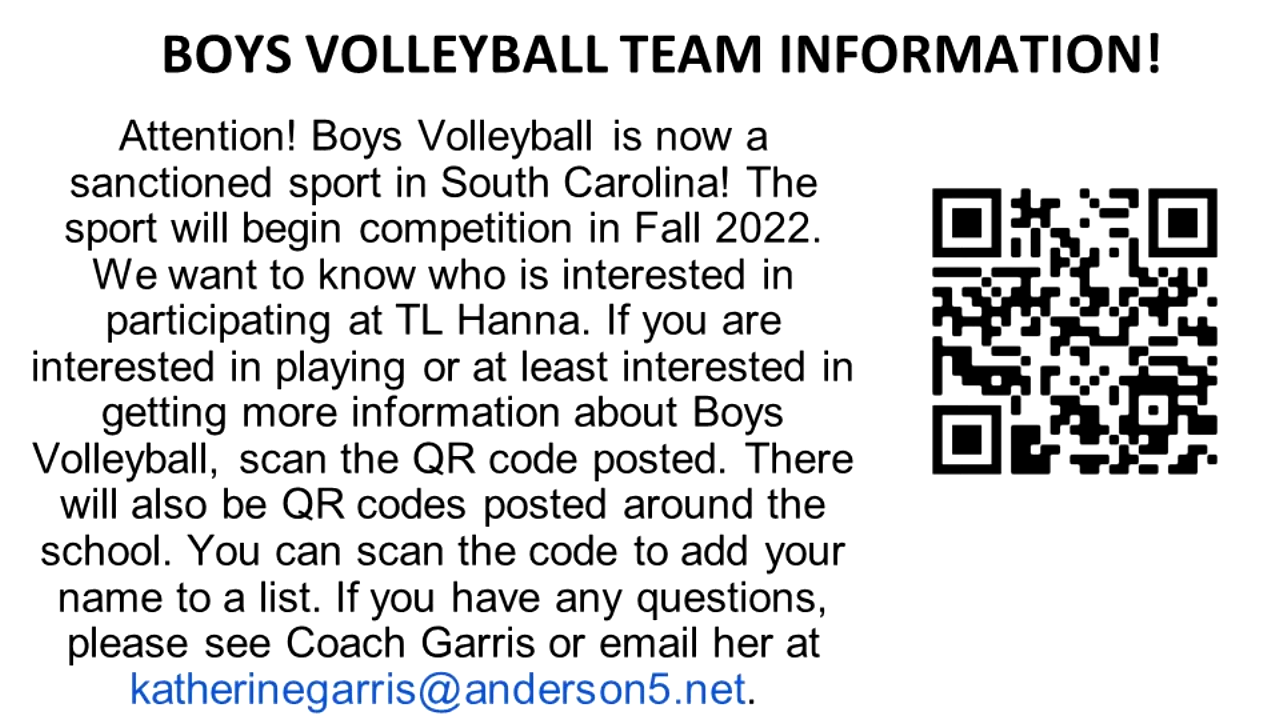 BOYS VOLLEYBALL TEAM INFORMATION!
Attention! Boys Volleyball is now a
sanctioned sport in South Carolina! The
sport will begin competition in Fall 2022.
We want to know who is interested in
participating at TL Hanna. If you are
interested in playing or at least interested in
getting more information about Boys
Volleyball, scan the QR code posted. There
will also be QR codes posted around the
school. You can scan the code to add your
name to a list. If you have any questions,
please see Coach Garris or email her at
katherinegarris@anderson5.net.